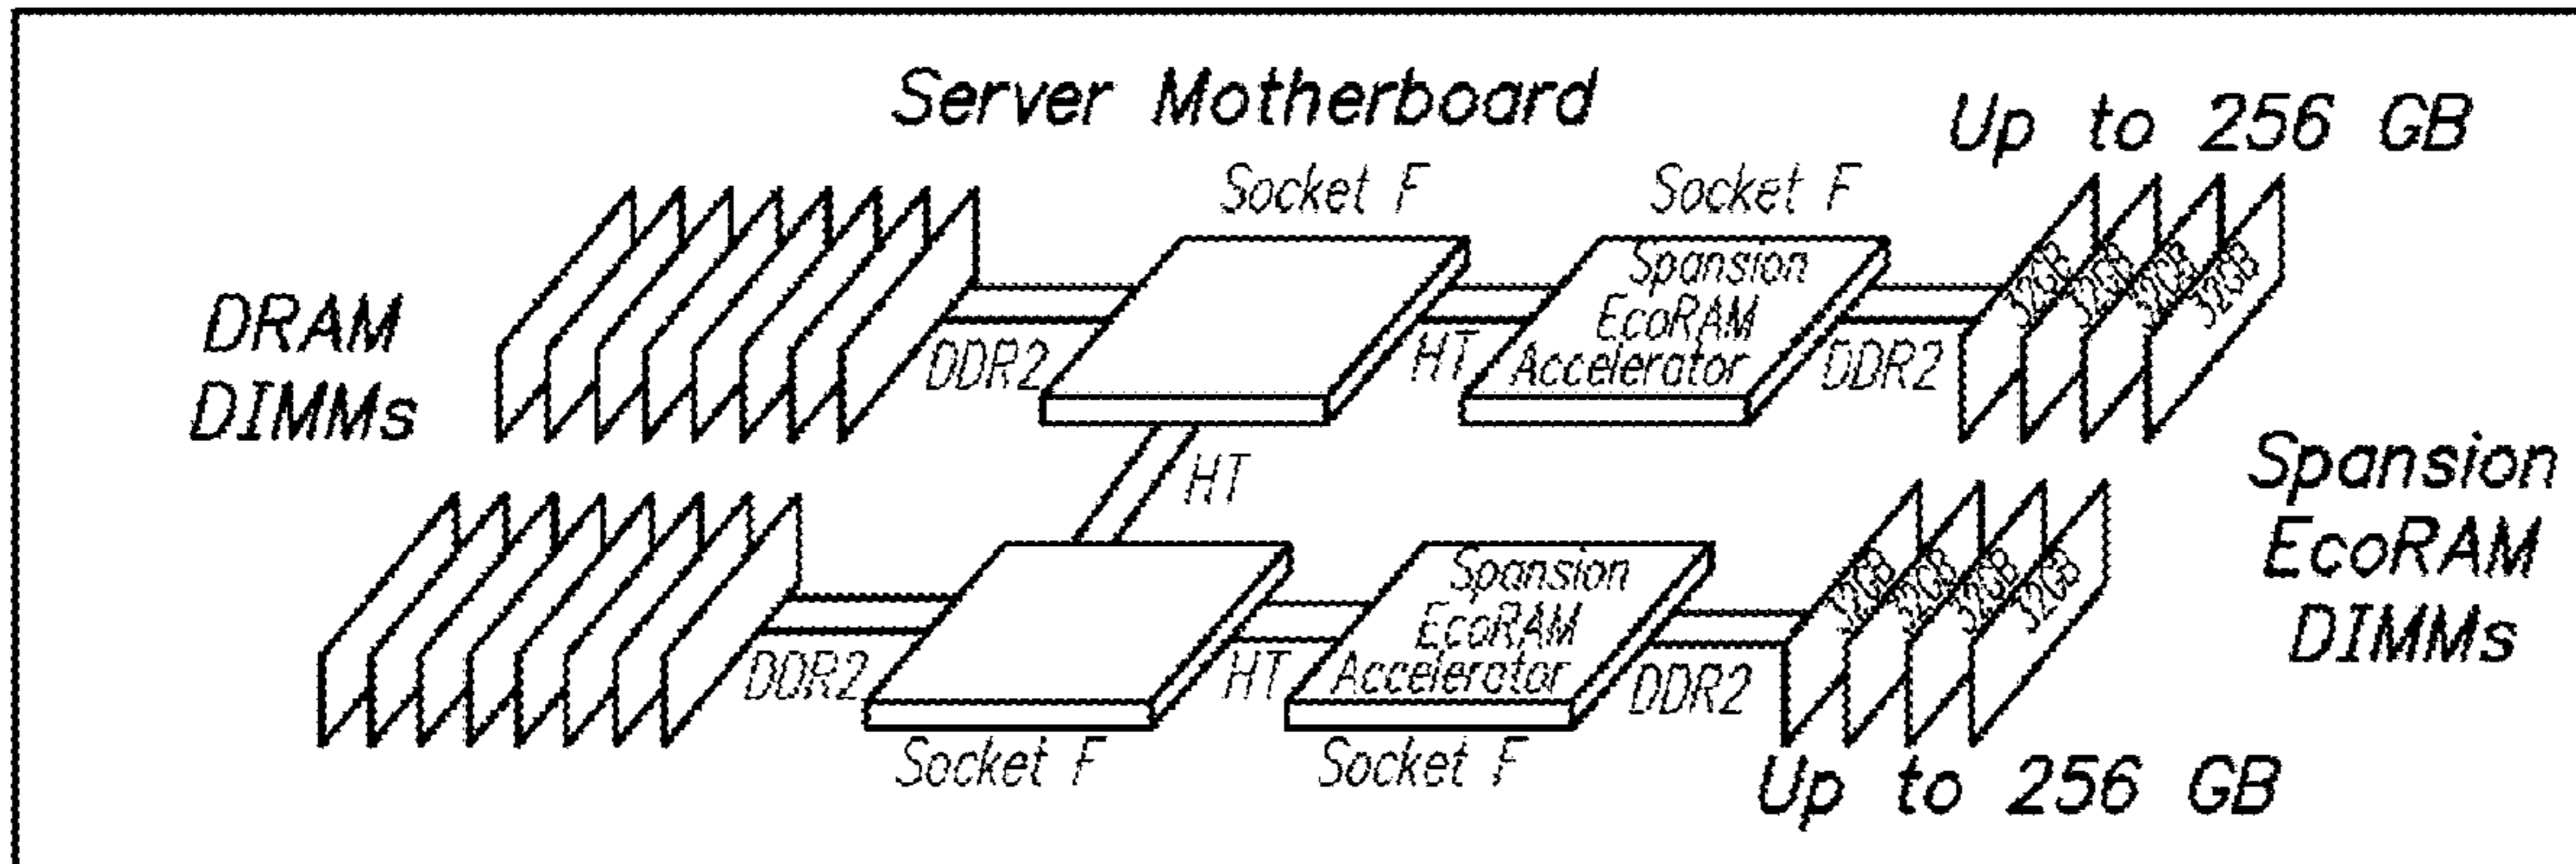 Server Motherboard
Up to 256 GB
Socket F
Socket F
DRAM
DIMMs
DDR2
HT
Spansion
EcoRAM
Accelerator
DDR2
32GB
32GB
32GB
32GB
HT
Spansion
EcoRAM
DIMMs
DDR2
HT
Spansion
EcoRAM
Accelerator
DDR2
32GB
32GB
32GB
32GB
Socket F
Socket F
Up to 256 GB